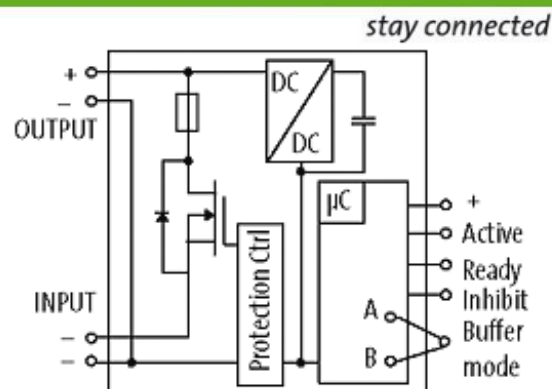 stay connected
+
−
OUTPUT
DC
DC
µC
+
Active
Ready
Inhibit
Protection Ctrl
INPUT
−
−
A
B
Buffer
mode